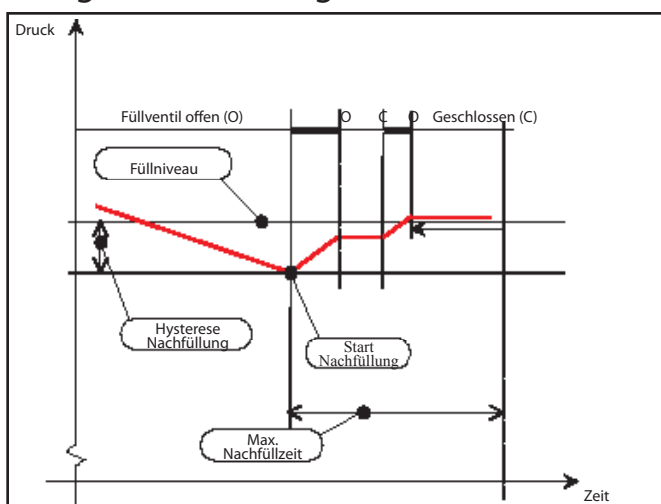 Druck
Füllventil offen (O)
O
C
O
Geschlossen (C)
Füllniveau
Hysterese
Nachfüllung
Start
Nachfüllung
Max.
Nachfüllzeit
Zeit